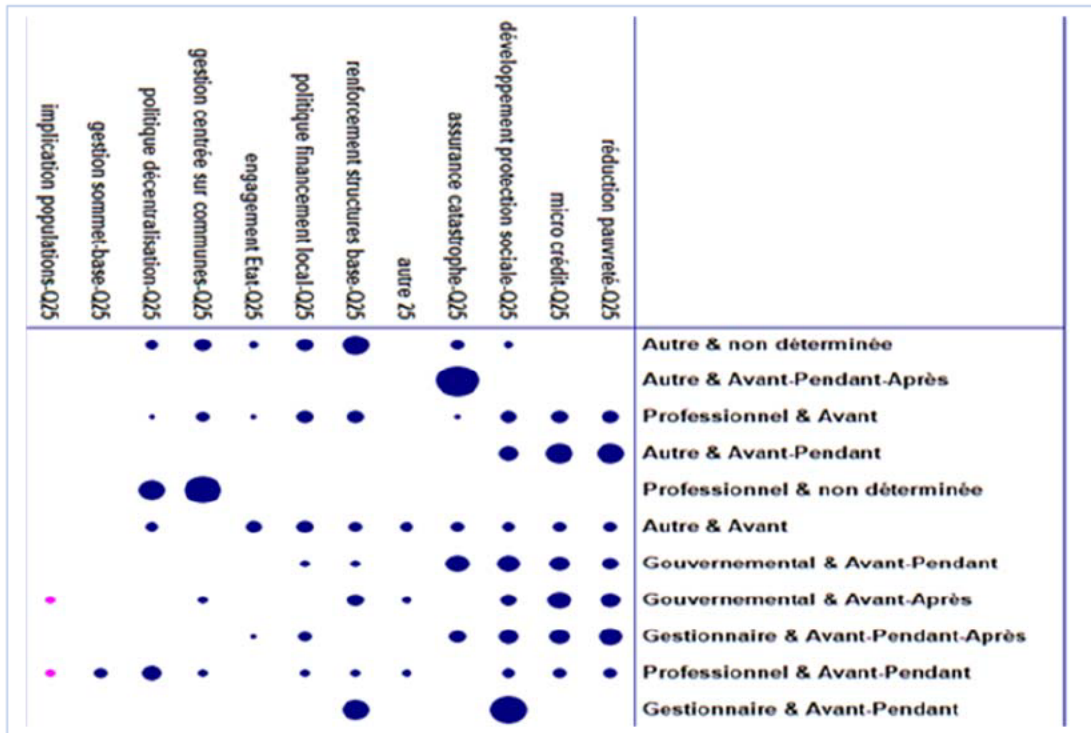 implication populations-Q25
gestion sommet-base-Q25
politique décentralisation-Q25
gestion centrée sur communes-Q25
engagement Etat-Q25
politique financement local-Q25
renforcement structures base-Q25
autre 25
assurance catastrophe-Q25
développement protection sociale-Q25
micro crédit-Q25
réduction pauvreté-Q25
Autre & non déterminée
Autre & Avant-Pendant-Après
Professionnel & Avant
Autre & Avant-Pendant
Professionnel & non déterminée
Autre & Avant
Gouvernemental & Avant-Pendant
Gouvernemental & Avant-Après
Gestionnaire & Avant-Pendant-Après
Professionnel & Avant-Pendant
Gestionnaire & Avant-Pendant